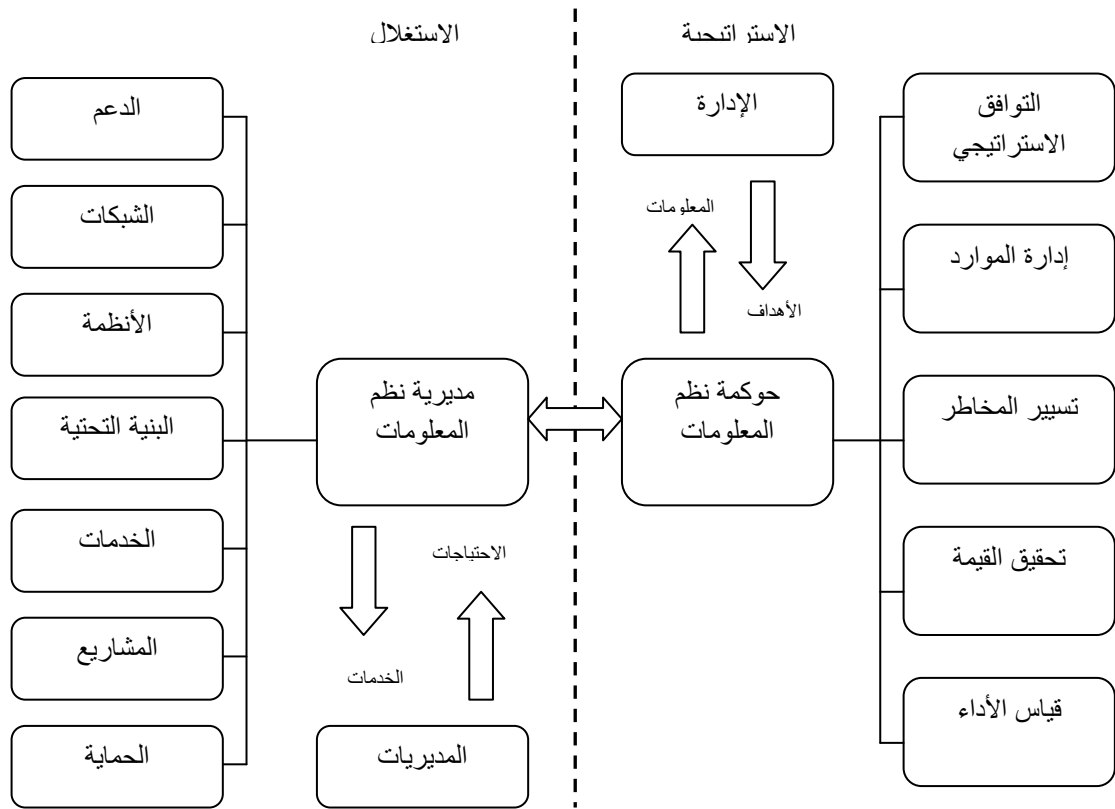 الاستراتيجية
الاستغلال
الإدارة
التوافق
الاستراتيجي
المعلومات
الأهداف
إدارة الموارد
حوكمة نظم
المعلومات
تسيير المخاطر
تحقيق القيمة
قياس الأداء
مديرية نظم
المعلومات
الاحتياجات
الخدمات
المديريات
الدعم
الشبكات
الأنظمة
البنية التحتية
الخدمات
المشاريع
الحماية